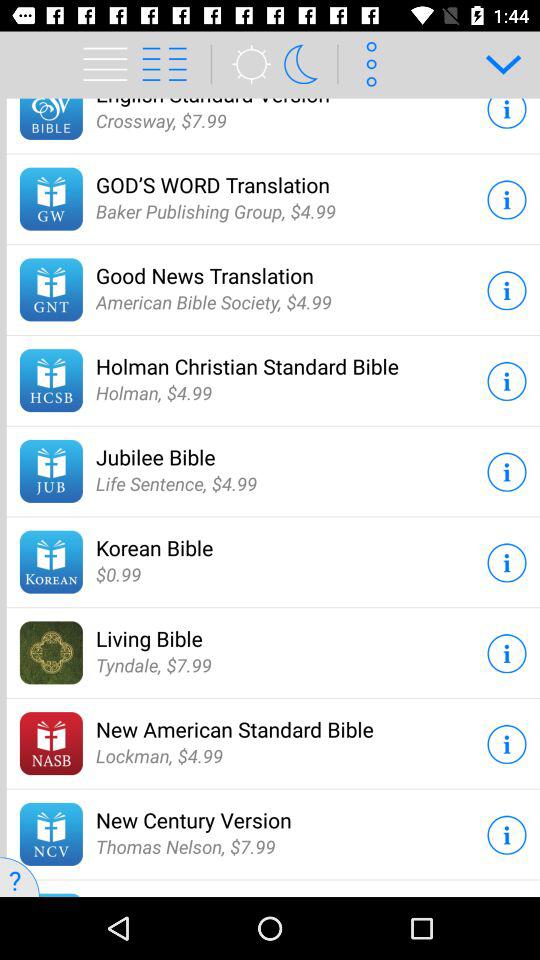 1:44
English Standard Version
BIBLE
Crossway, $7.99
i
GOD'S WORD Translation
GW
Baker Publishing Group, $4.99
i
Good News Translation
GNT
American Bible Society, $4.99
i
Holman Christian Standard Bible
HCSB
Holman, $4.99
i
Jubilee Bible
JUB
Life Sentence, $4.99
i
Korean Bible
KOREAN
$0.99
i
Living Bible
Tyndale, $7.99
i
New American Standard Bible
NASB
Lockman, $4.99
i
New Century Version
NCV
Thomas Nelson, $7.99
i
?